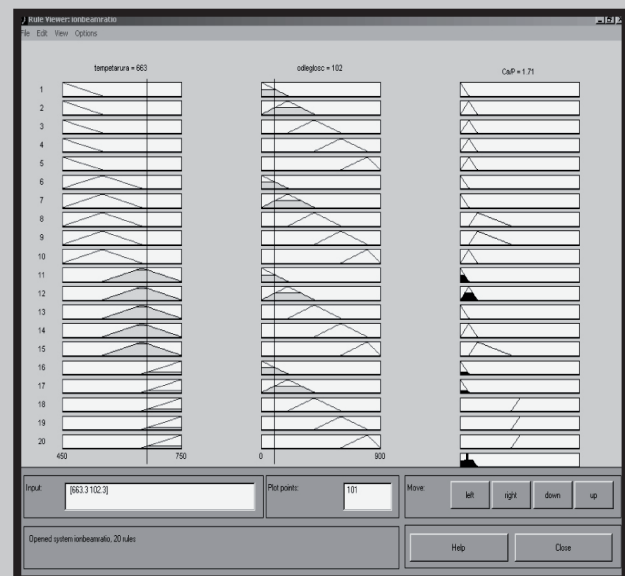 Rule Viewer: ionbeamratio
File Edit View Options
tempetarura = 663
odleglosc = 102
Ca/P = 1.71
1
2
3
4
5
6
7
8
9
10
11
12
13
14
15
16
17
18
19
20
450 750 0 900
Input: [663.3 102.3] Plot points: 101 Move: left right down up
Opened system ionbeamratio, 20 rules
Help Close